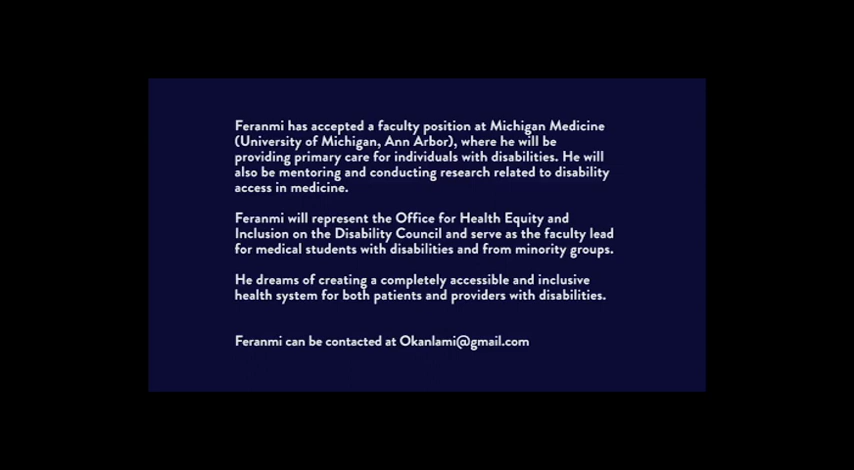 Feranmi has accepted a faculty position at Michigan Medicine
(University of Michigan, Ann Arbor), where he will be
providing primary care for individuals with disabilities. He will
also be mentoring and conducting research related to disability
access in medicine.
Feranmi will represent the Office for Health Equity and
Inclusion on the Disability Council and serve as the faculty lead
for medical students with disabilities and from minority groups.
He dreams of creating a completely accessible and inclusive
health system for both patients and providers with disabilities.
Feranmi can be contacted at Okanlami@gmail.com